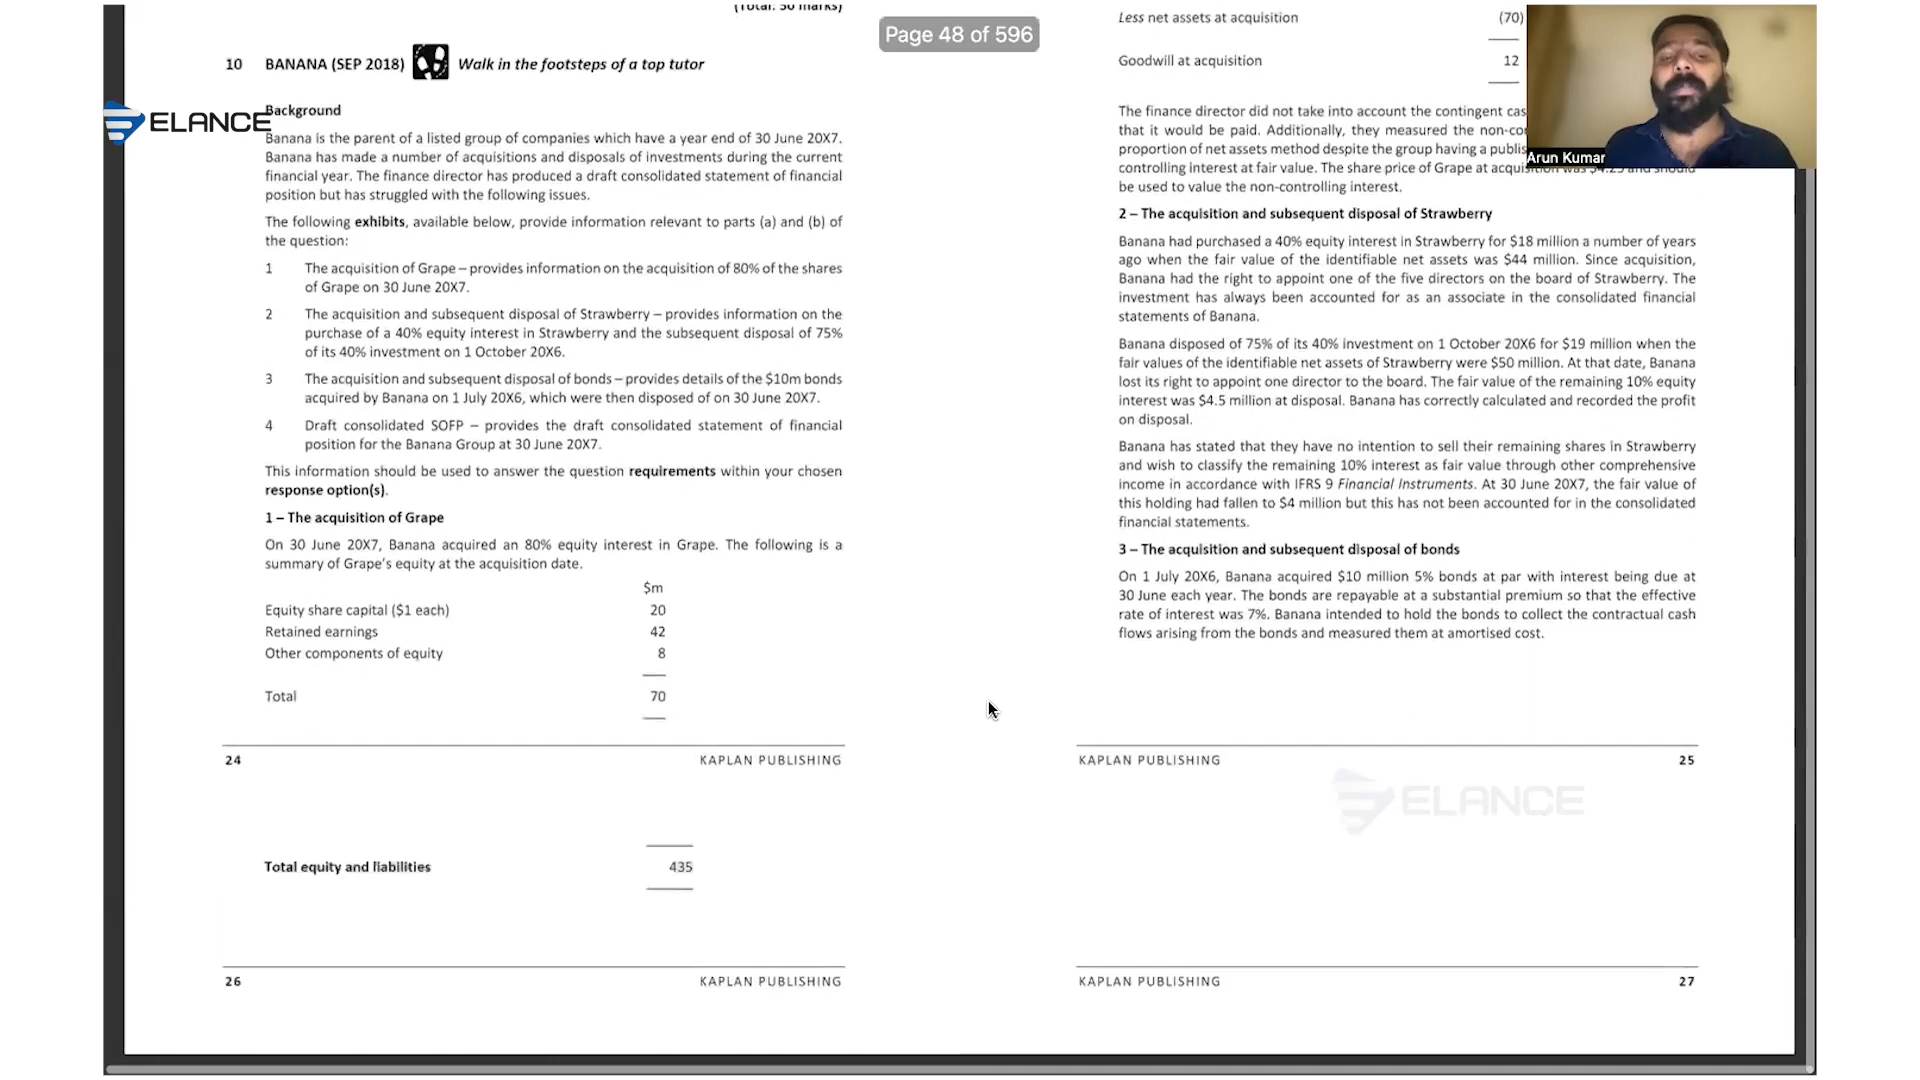 (Total: 50 marks)
10 BANANA (SEP 2018) Walk in the footsteps of a top tutor
Background
Banana is the parent of a listed group of companies which have a year end of 30 June 20X7.
Banana has made a number of acquisitions and disposals of investments during the current
financial year. The finance director has produced a draft consolidated statement of financial
position but has struggled with the following issues.
The following exhibits, available below, provide information relevant to parts (a) and (b) of
the question:
1 The acquisition of Grape – provides information on the acquisition of 80% of the shares
of Grape on 30 June 20X7.
2 The acquisition and subsequent disposal of Strawberry – provides information on the
purchase of a 40% equity interest in Strawberry and the subsequent disposal of 75%
of its 40% investment on 1 October 20X6.
3 The acquisition and subsequent disposal of bonds – provides details of the $10m bonds
acquired by Banana on 1 July 20X6, which were then disposed of on 30 June 20X7.
4 Draft consolidated SOFP – provides the draft consolidated statement of financial
position for the Banana Group at 30 June 20X7.
This information should be used to answer the question requirements within your chosen
response option(s).
1 – The acquisition of Grape
On 30 June 20X7, Banana acquired an 80% equity interest in Grape. The following is a
summary of Grape's equity at the acquisition date.
$m
Equity share capital ($1 each) 20
Retained earnings 42
Other components of equity 8
Total 70
24 KAPLAN PUBLISHING
Total equity and liabilities 435
26 KAPLAN PUBLISHING
Page 48 of 596
ELANCE
Less net assets at acquisition (70)
Goodwill at acquisition 12
The finance director did not take into account the contingent cas
that it would be paid. Additionally, they measured the non-co
proportion of net assets method despite the group having a publis
controlling interest at fair value. The share price of Grape at acquisition was $4.25 and should
be used to value the non-controlling interest.
2 – The acquisition and subsequent disposal of Strawberry
Banana had purchased a 40% equity interest in Strawberry for $18 million a number of years
ago when the fair value of the identifiable net assets was $44 million. Since acquisition,
Banana had the right to appoint one of the five directors on the board of Strawberry. The
investment has always been accounted for as an associate in the consolidated financial
statements of Banana.
Banana disposed of 75% of its 40% investment on 1 October 20X6 for $19 million when the
fair values of the identifiable net assets of Strawberry were $50 million. At that date, Banana
lost its right to appoint one director to the board. The fair value of the remaining 10% equity
interest was $4.5 million at disposal. Banana has correctly calculated and recorded the profit
on disposal.
Banana has stated that they have no intention to sell their remaining shares in Strawberry
and wish to classify the remaining 10% interest as fair value through other comprehensive
income in accordance with IFRS 9 Financial Instruments. At 30 June 20X7, the fair value of
this holding had fallen to $4 million but this has not been accounted for in the consolidated
financial statements.
3 – The acquisition and subsequent disposal of bonds
On 1 July 20X6, Banana acquired $10 million 5% bonds at par with interest being due at
30 June each year. The bonds are repayable at a substantial premium so that the effective
rate of interest was 7%. Banana intended to hold the bonds to collect the contractual cash
flows arising from the bonds and measured them at amortised cost.
KAPLAN PUBLISHING 25
ELANCE
KAPLAN PUBLISHING 27
Arun Kumar